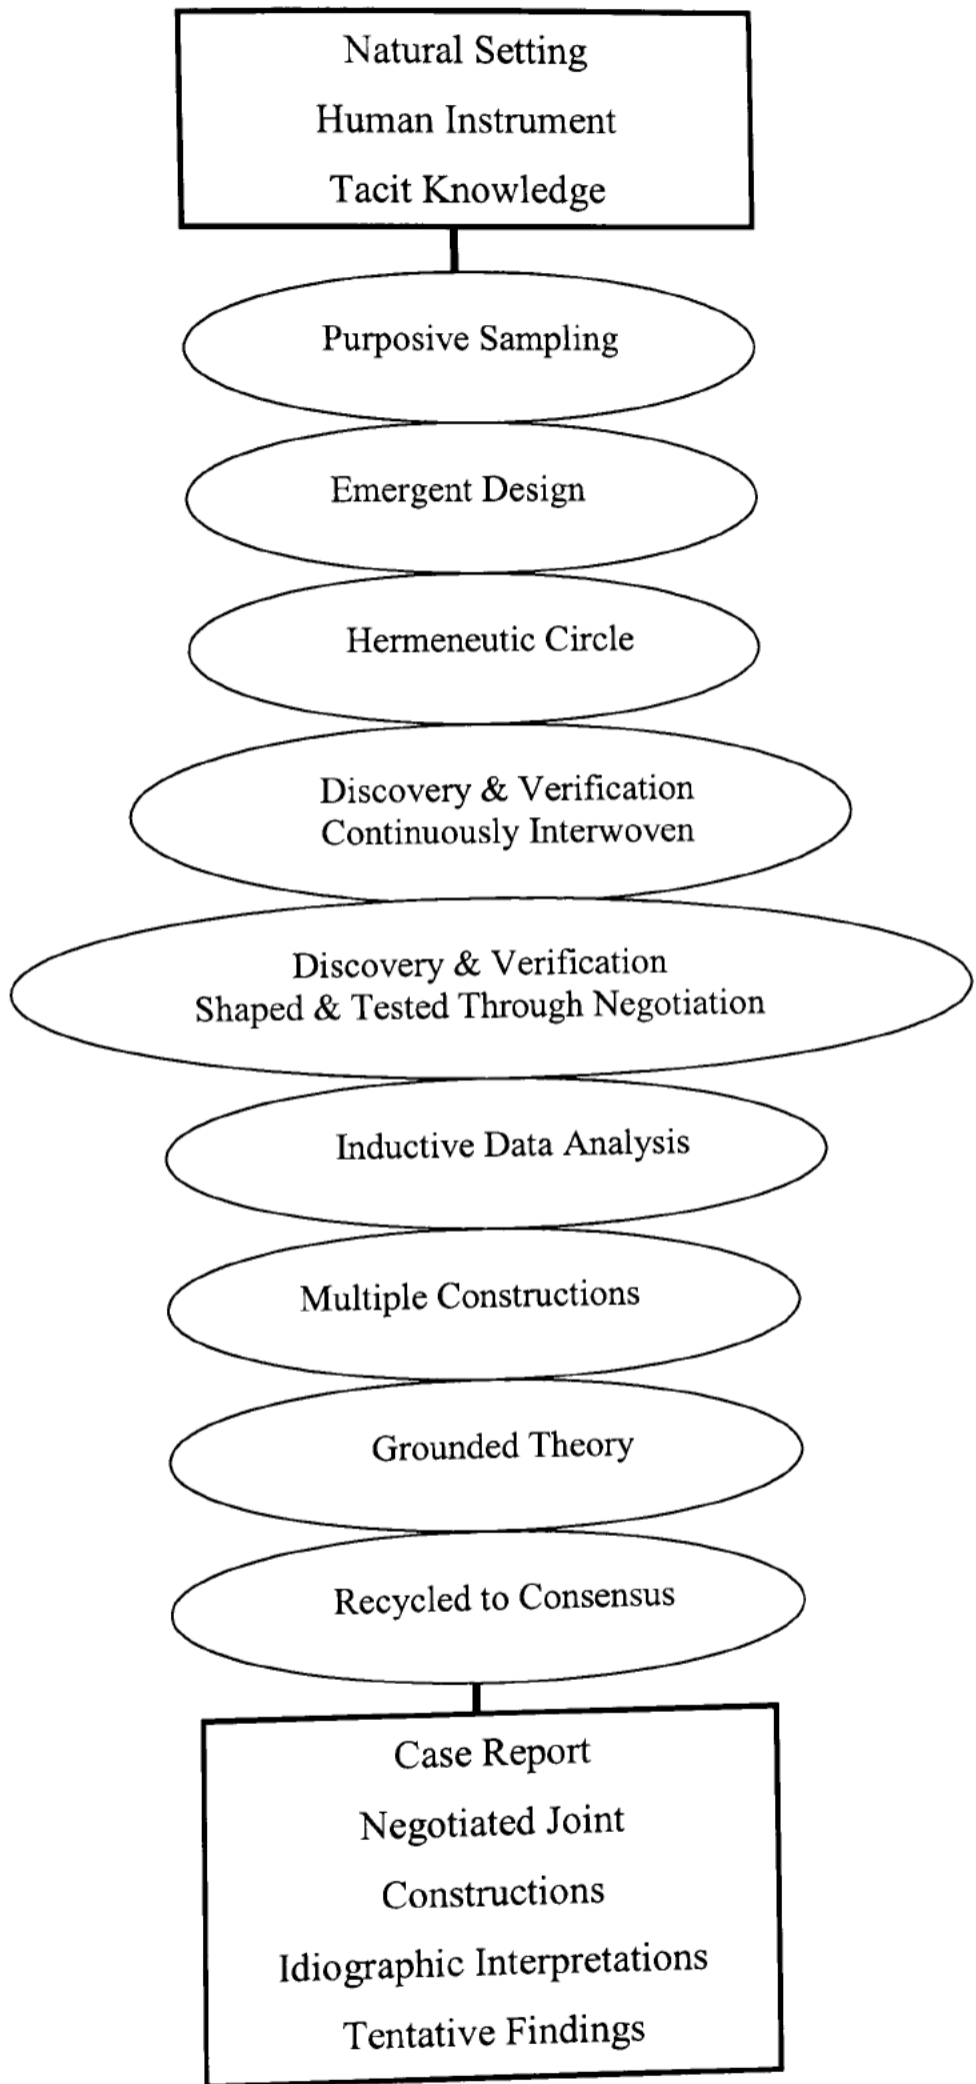 Natural Setting
Human Instrument
Tacit Knowledge
Purposive Sampling
Emergent Design
Hermeneutic Circle
Discovery & Verification
Continuously Interwoven
Discovery & Verification
Shaped & Tested Through Negotiation
Inductive Data Analysis
Multiple Constructions
Grounded Theory
Recycled to Consensus
Case Report
Negotiated Joint
Constructions
Idiographic Interpretations
Tentative Findings